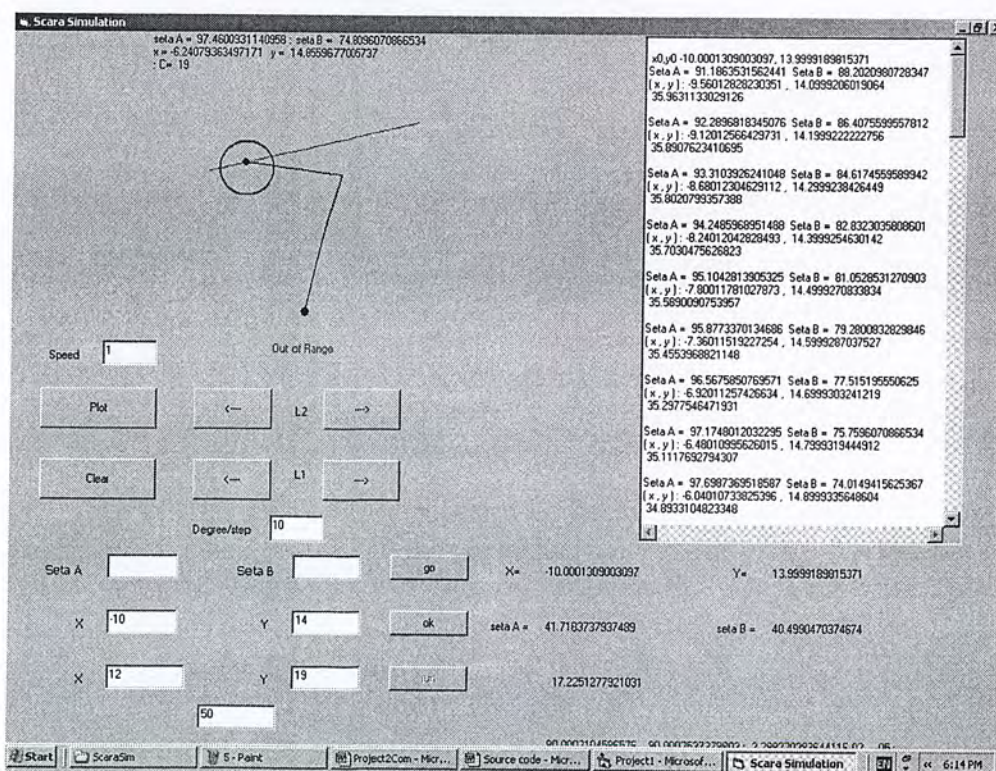 Scara Simulation
seta A = 97.4600931140958 : seta B = 74.8096070866534
x = -6.24079363497171 y = 14.8559677006737
: C= 19
x0,y0 -10.0001309003097, 13.9999189815371
Seta A = 91.1863531562441 Seta B = 88.2020980728347
( x , y ) : -9.56012828230351 , 14.0999206019064
35.9631133029126
Seta A = 92.2896818345076 Seta B = 86.4075599557812
( x , y ) : -9.12012566429731 , 14.1999222222756
35.8907623410695
Seta A = 93.3103926241048 Seta B = 84.6174559589942
( x , y ) : -8.68012304629112 , 14.2999238426449
35.8020799357388
Seta A = 94.2485968951488 Seta B = 82.8323035808601
( x , y ) : -8.24012042828493 , 14.3999254630142
35.7030475626823
Seta A = 95.1042813905325 Seta B = 81.0528531270903
( x , y ) : -7.80011781027873 , 14.4999270833834
35.5890090753957
Seta A = 95.8773370134686 Seta B = 79.2800832829846
( x , y ) : -7.36011519227254 , 14.5999287037527
35.4553968821148
Seta A = 96.5675850769571 Seta B = 77.515195550625
( x , y ) : -6.92011257426634 , 14.6999303241219
35.2977546471931
Seta A = 97.1748012032295 Seta B = 75.7596070866534
( x , y ) : -6.48010995626015 , 14.7999319444912
35.1117692794307
Seta A = 97.6987369518587 Seta B = 74.0149415625367
( x , y ) : -6.04010733825396 , 14.8999335648604
34.8933104823348
Out of Range
Speed 1
Plot <--- L2 --->
Clear <--- L1 --->
Degree/step 10
Seta A Seta B go X= -10.0001309003097 Y= 13.9999189815371
X -10 Y 14 ok seta A = 41.7183737937489 seta B = 40.4990470374674
X 12 Y 19 run 17.2251277921031
50
Start ScaraSim 5 - Paint Project2Com - Micr... Source code - Micr... Project1 - Microsof... Scara Simulation EN « 6:14 PM